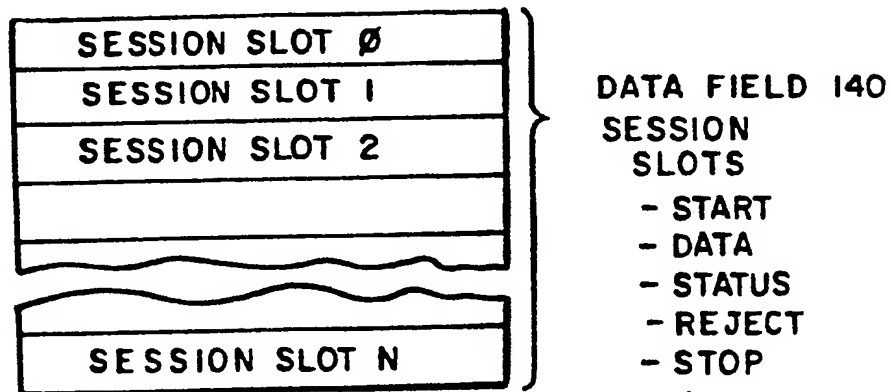 SESSION SLOT Ø
SESSION SLOT 1
SESSION SLOT 2
SESSION SLOT N
DATA FIELD 140
SESSION
SLOTS
- START
- DATA
- STATUS
- REJECT
- STOP